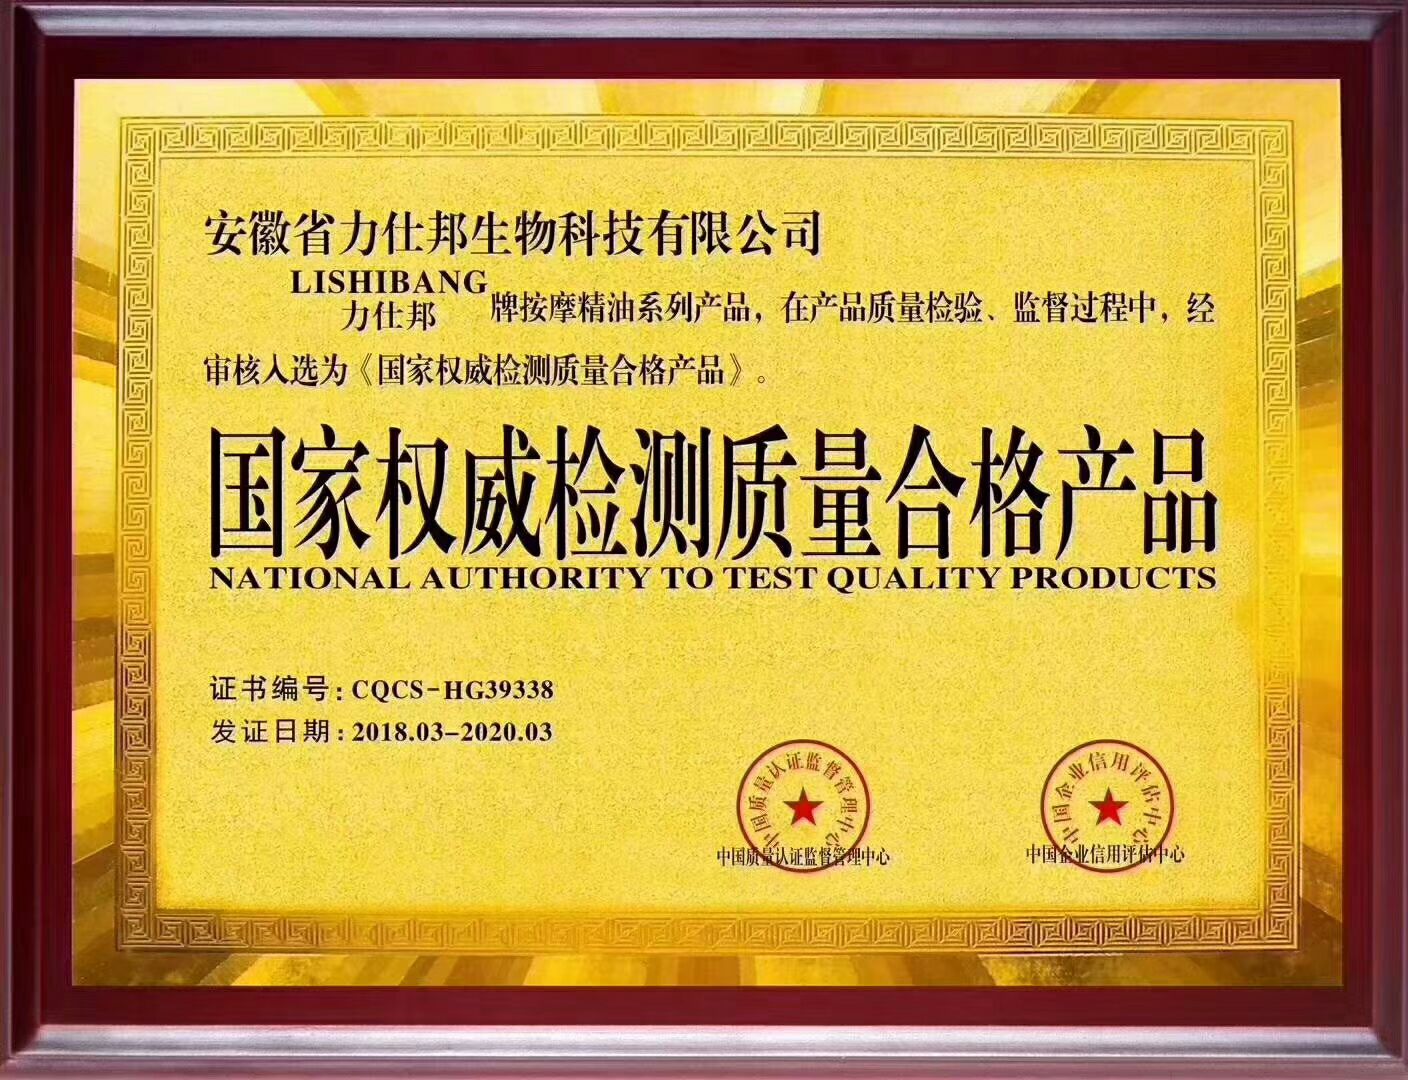 安徽省力仕邦生物科技有限公司
LISHIBANG
力仕邦
牌按摩精油系列产品，在产品质量检验、监督过程中，经
审核入选为《国家权威检测质量合格产品》。
国家权威检测质量合格产品
NATIONAL AUTHORITY TO TEST QUALITY PRODUCTS
证书编号：CQCS-HG39338
发证日期：2018.03-2020.03
中国质量认证监督管理中心
中国质量认证监督管理中心
中国企业信用评估中心
中国企业信用评估中心